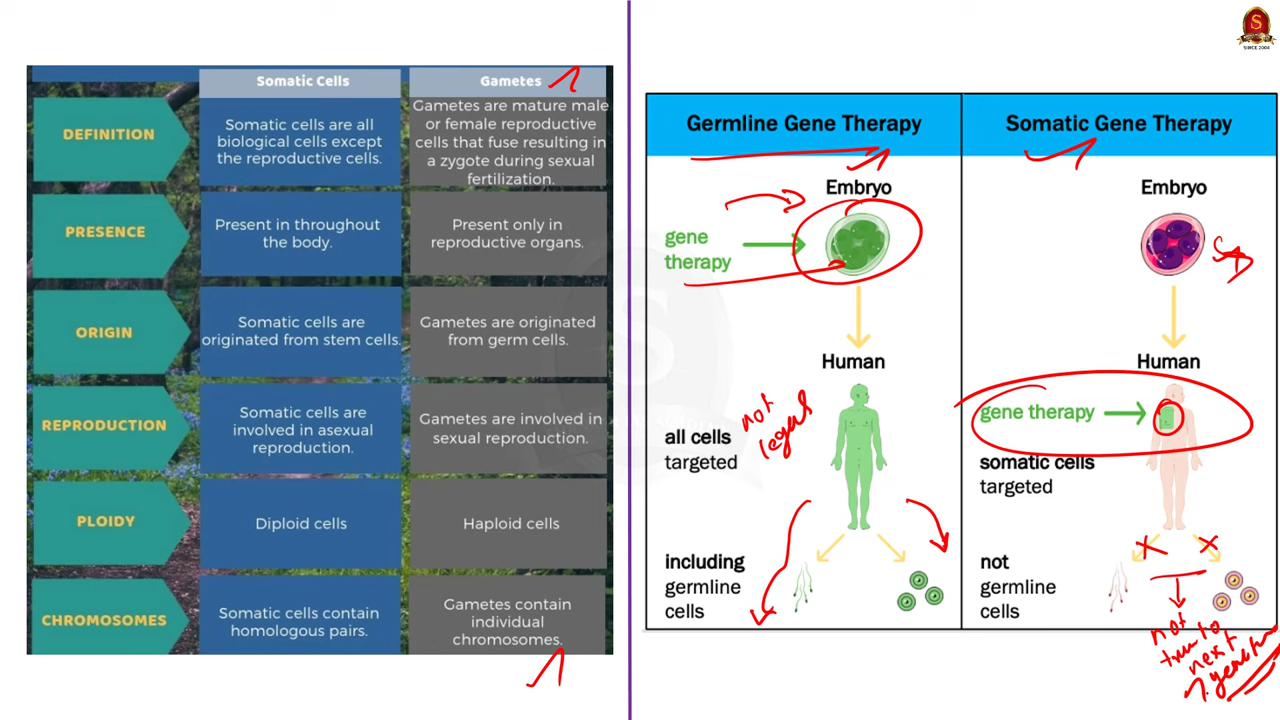 S
SINCE 2004
Somatic Cells
Gametes
DEFINITION
Somatic cells are all
biological cells except
the reproductive cells.
Gametes are mature male
or female reproductive
cells that fuse resulting in
a zygote during sexual
fertilization.
PRESENCE
Present in throughout
the body.
Present only in
reproductive organs.
ORIGIN
Somatic cells are
originated from stem cells.
Gametes are originated
from germ cells.
REPRODUCTION
Somatic cells are
involved in asexual
reproduction.
Gametes are involved in
sexual reproduction.
PLOIDY
Diploid cells
Haploid cells
CHROMOSOMES
Somatic cells contain
homologous pairs.
Gametes contain
individual
chromosomes.
Germline Gene Therapy
Embryo
gene
therapy
Human
not
legal
all cells
targeted
including
germline
cells
Somatic Gene Therapy
Embryo
Human
gene therapy
somatic cells
targeted
not
germline
cells
not
to
next